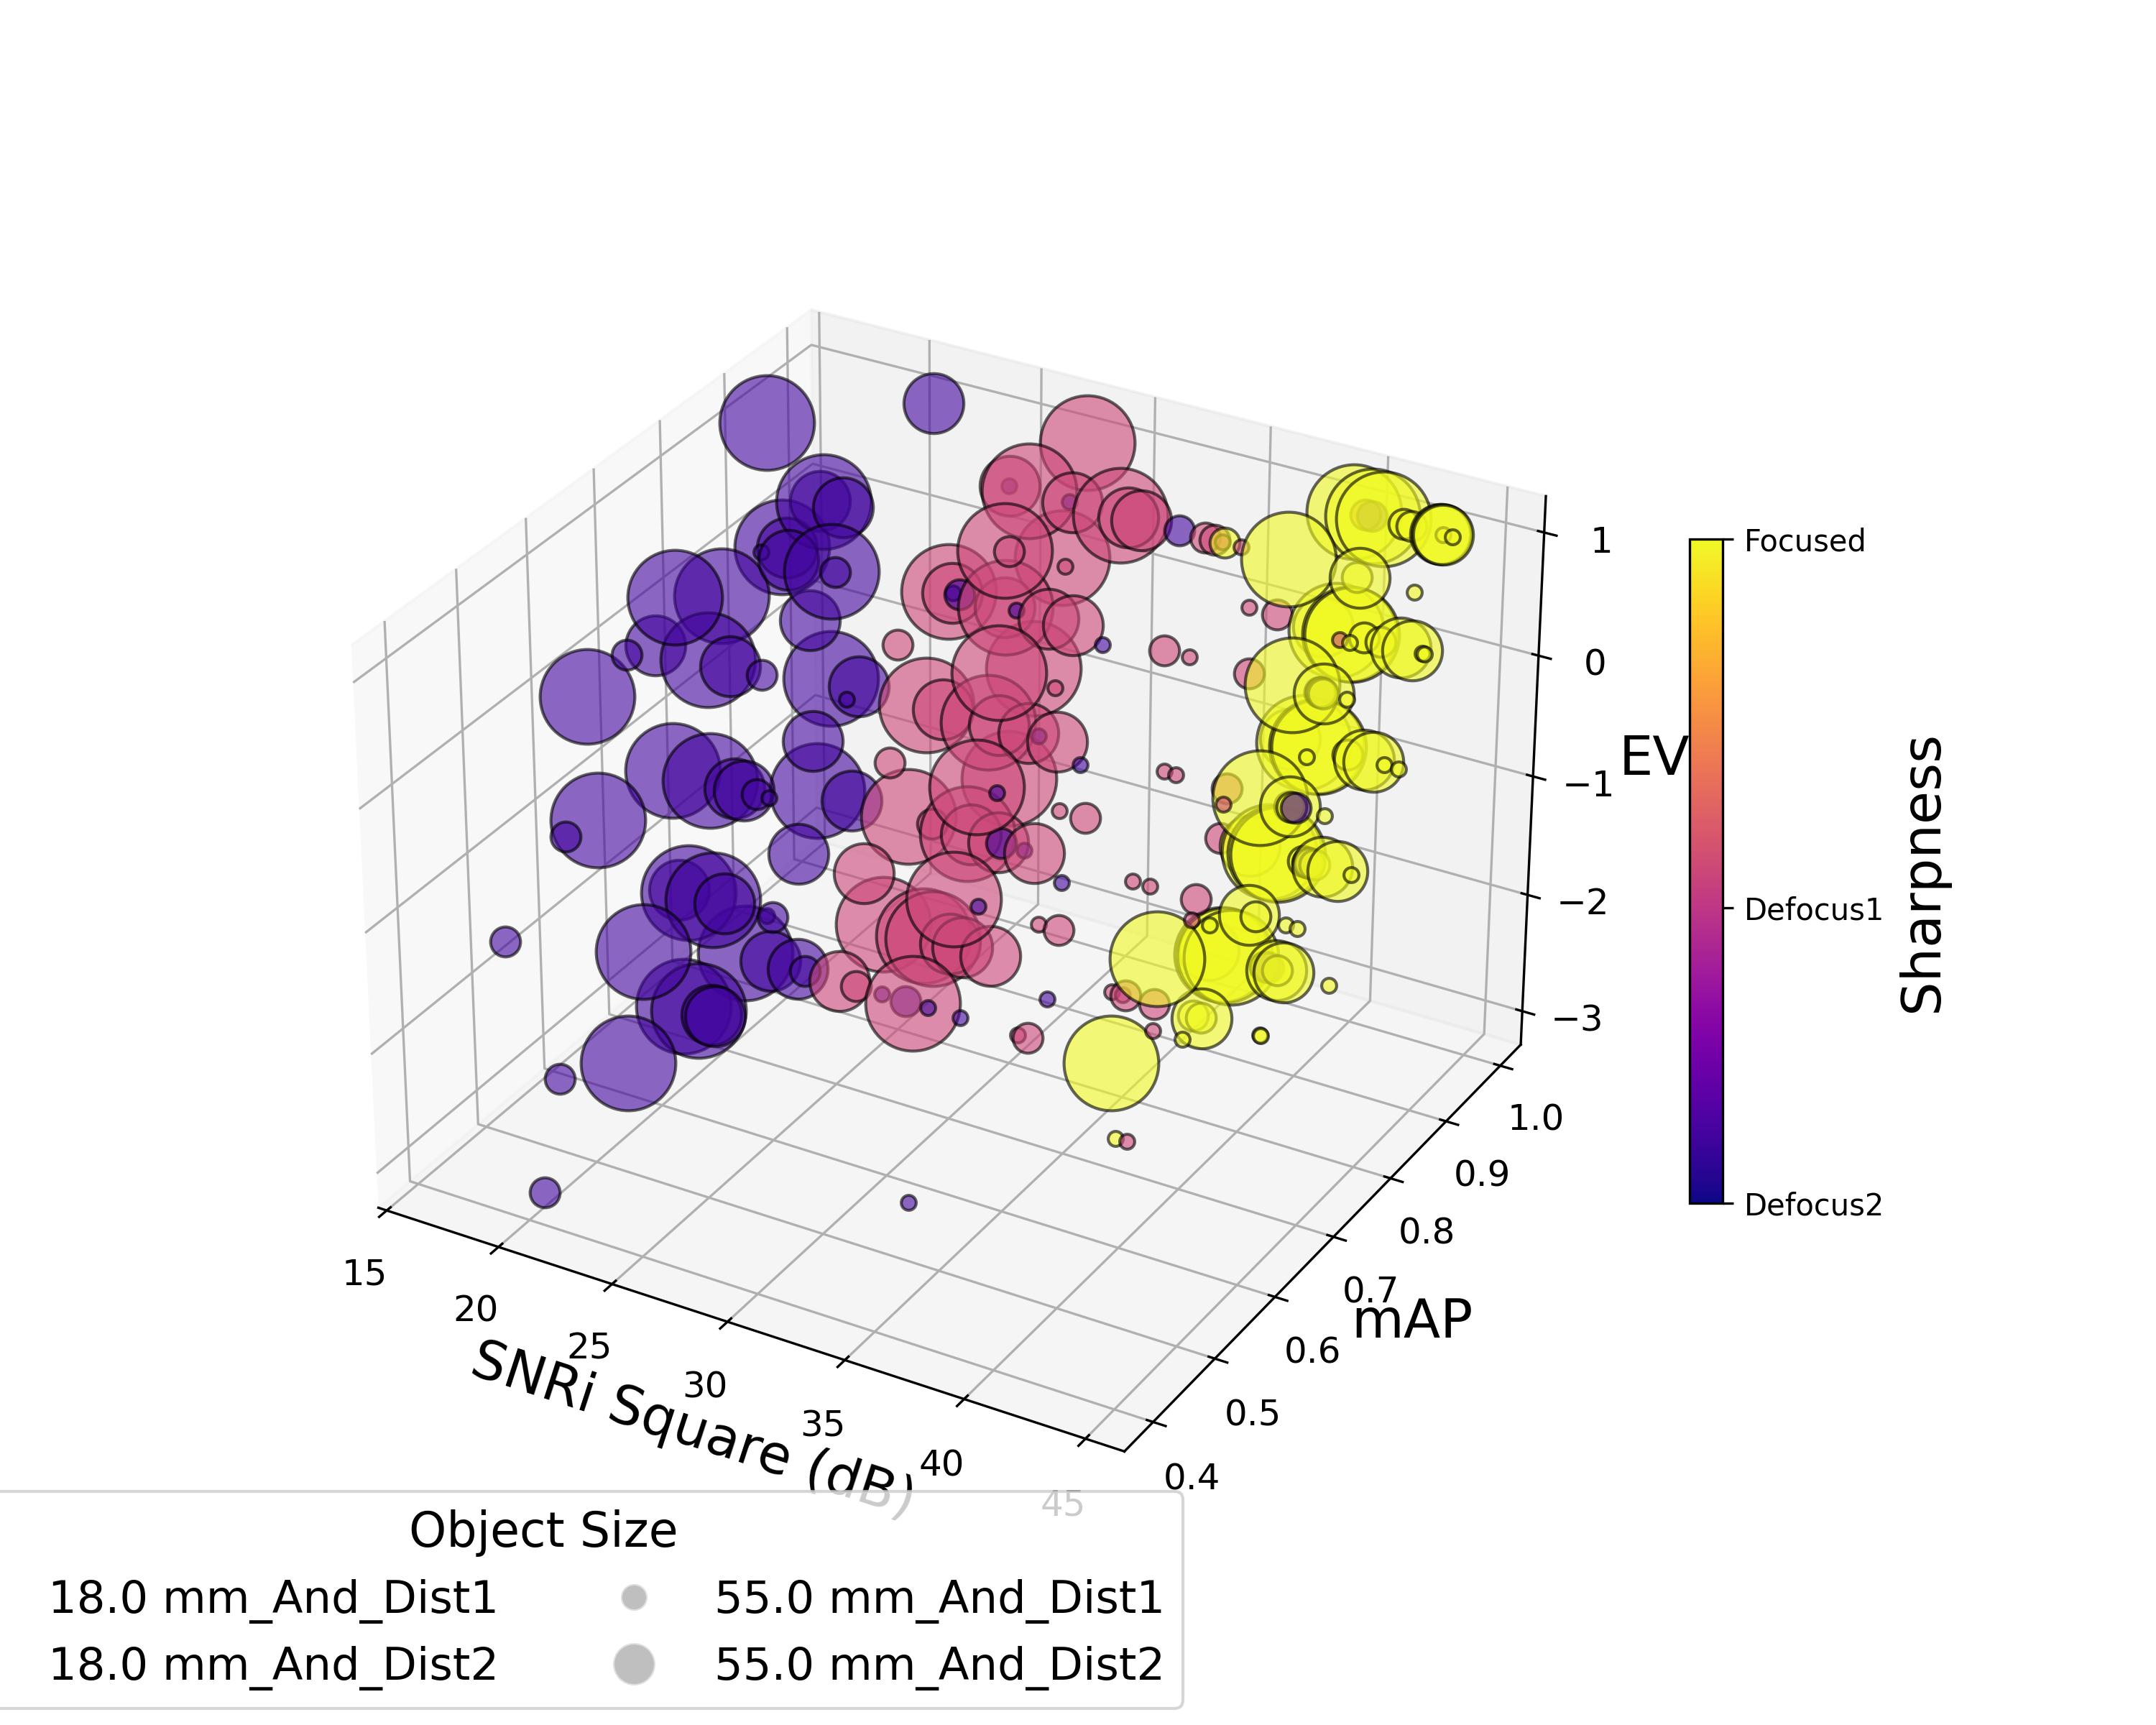 1
0
−1
−2
−3
EV
1.0
0.9
0.8
0.7
0.6
0.5
0.4
mAP
15
20
25
30
35
40
45
SNRi Square (dB)
Focused
Defocus1
Defocus2
Sharpness
Object Size
18.0 mm_And_Dist1
18.0 mm_And_Dist2
55.0 mm_And_Dist1
55.0 mm_And_Dist2